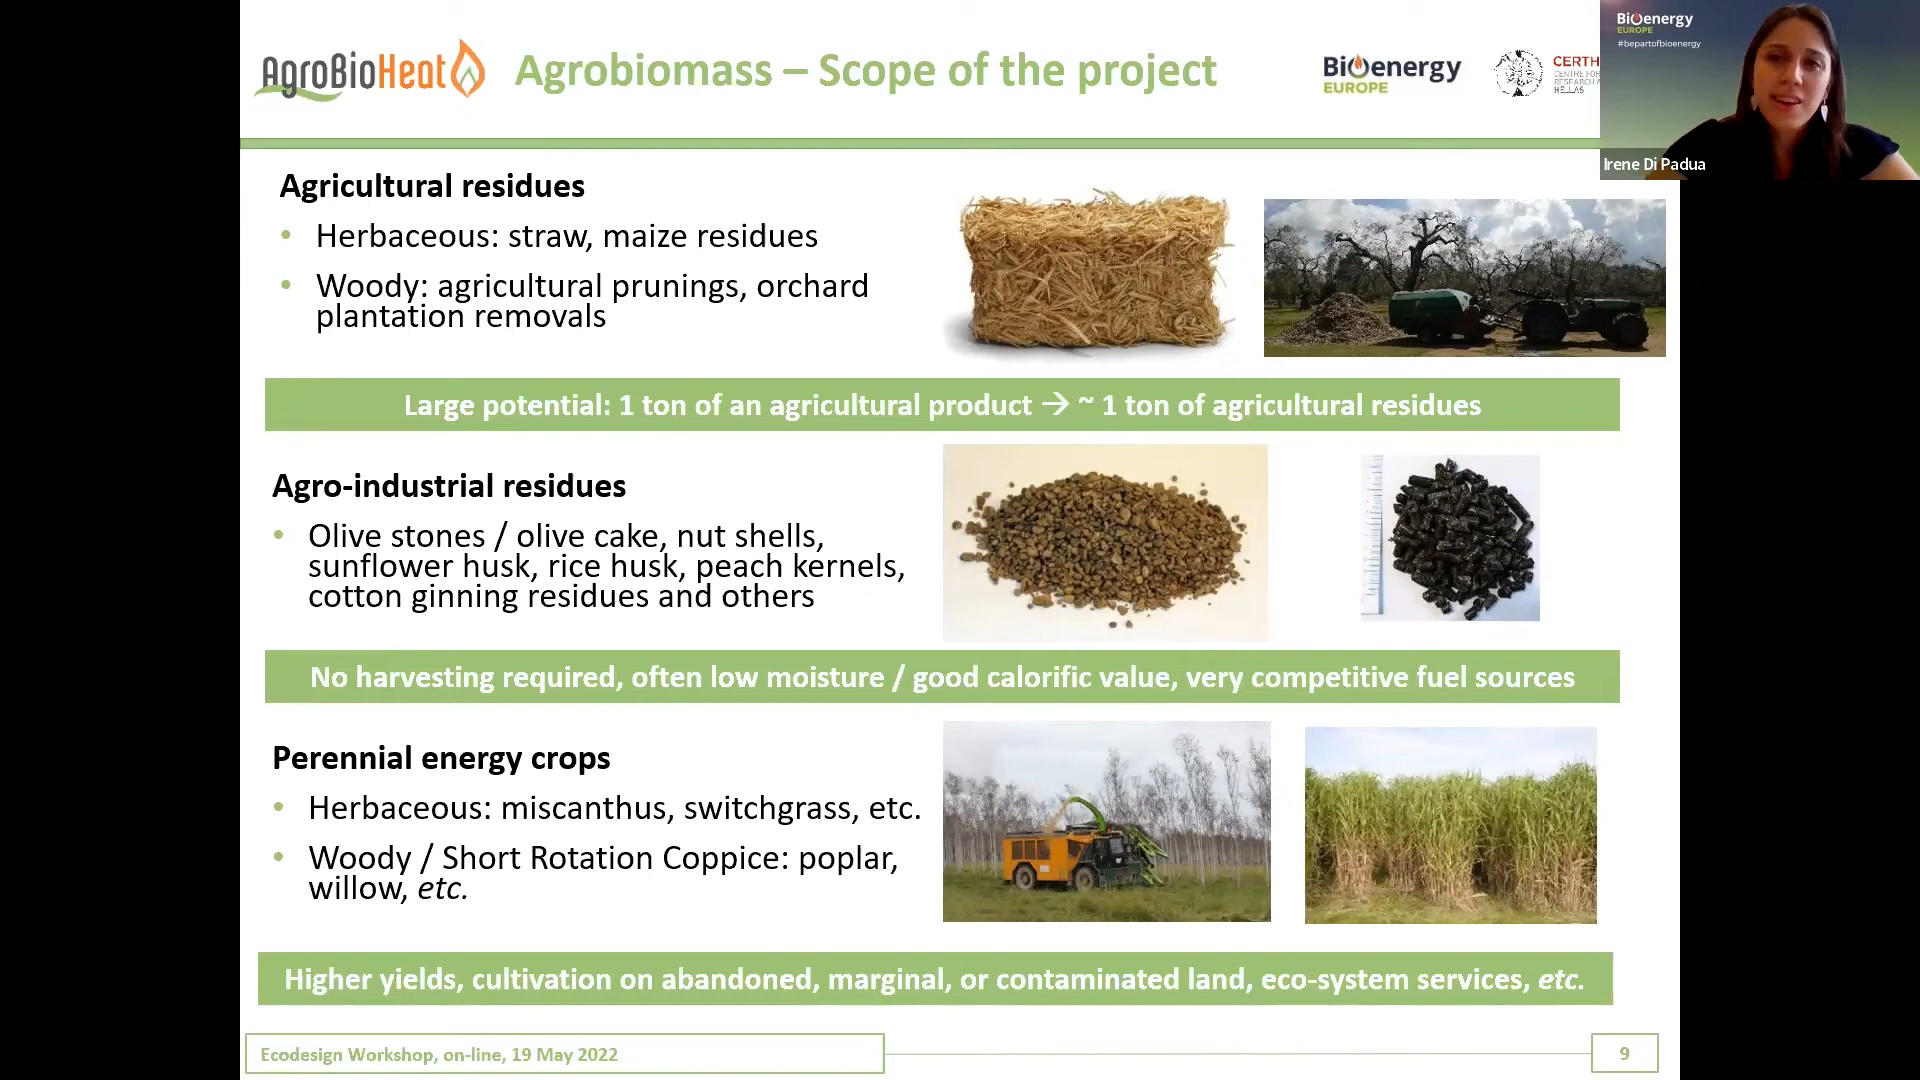 AgroBioHeat
Agrobiomass – Scope of the project
Bioenergy
EUROPE
CERTH
CENTRE FOR
RESEARCH A
HELLAS
Bioenergy
EUROPE
#bepartofbioenergy
Irene Di Padua
Agricultural residues
• Herbaceous: straw, maize residues
• Woody: agricultural prunings, orchard
plantation removals
Large potential: 1 ton of an agricultural product → ~ 1 ton of agricultural residues
Agro-industrial residues
• Olive stones / olive cake, nut shells,
sunflower husk, rice husk, peach kernels,
cotton ginning residues and others
No harvesting required, often low moisture / good calorific value, very competitive fuel sources
Perennial energy crops
• Herbaceous: miscanthus, switchgrass, etc.
• Woody / Short Rotation Coppice: poplar,
willow, etc.
Higher yields, cultivation on abandoned, marginal, or contaminated land, eco-system services, etc.
Ecodesign Workshop, on-line, 19 May 2022
9